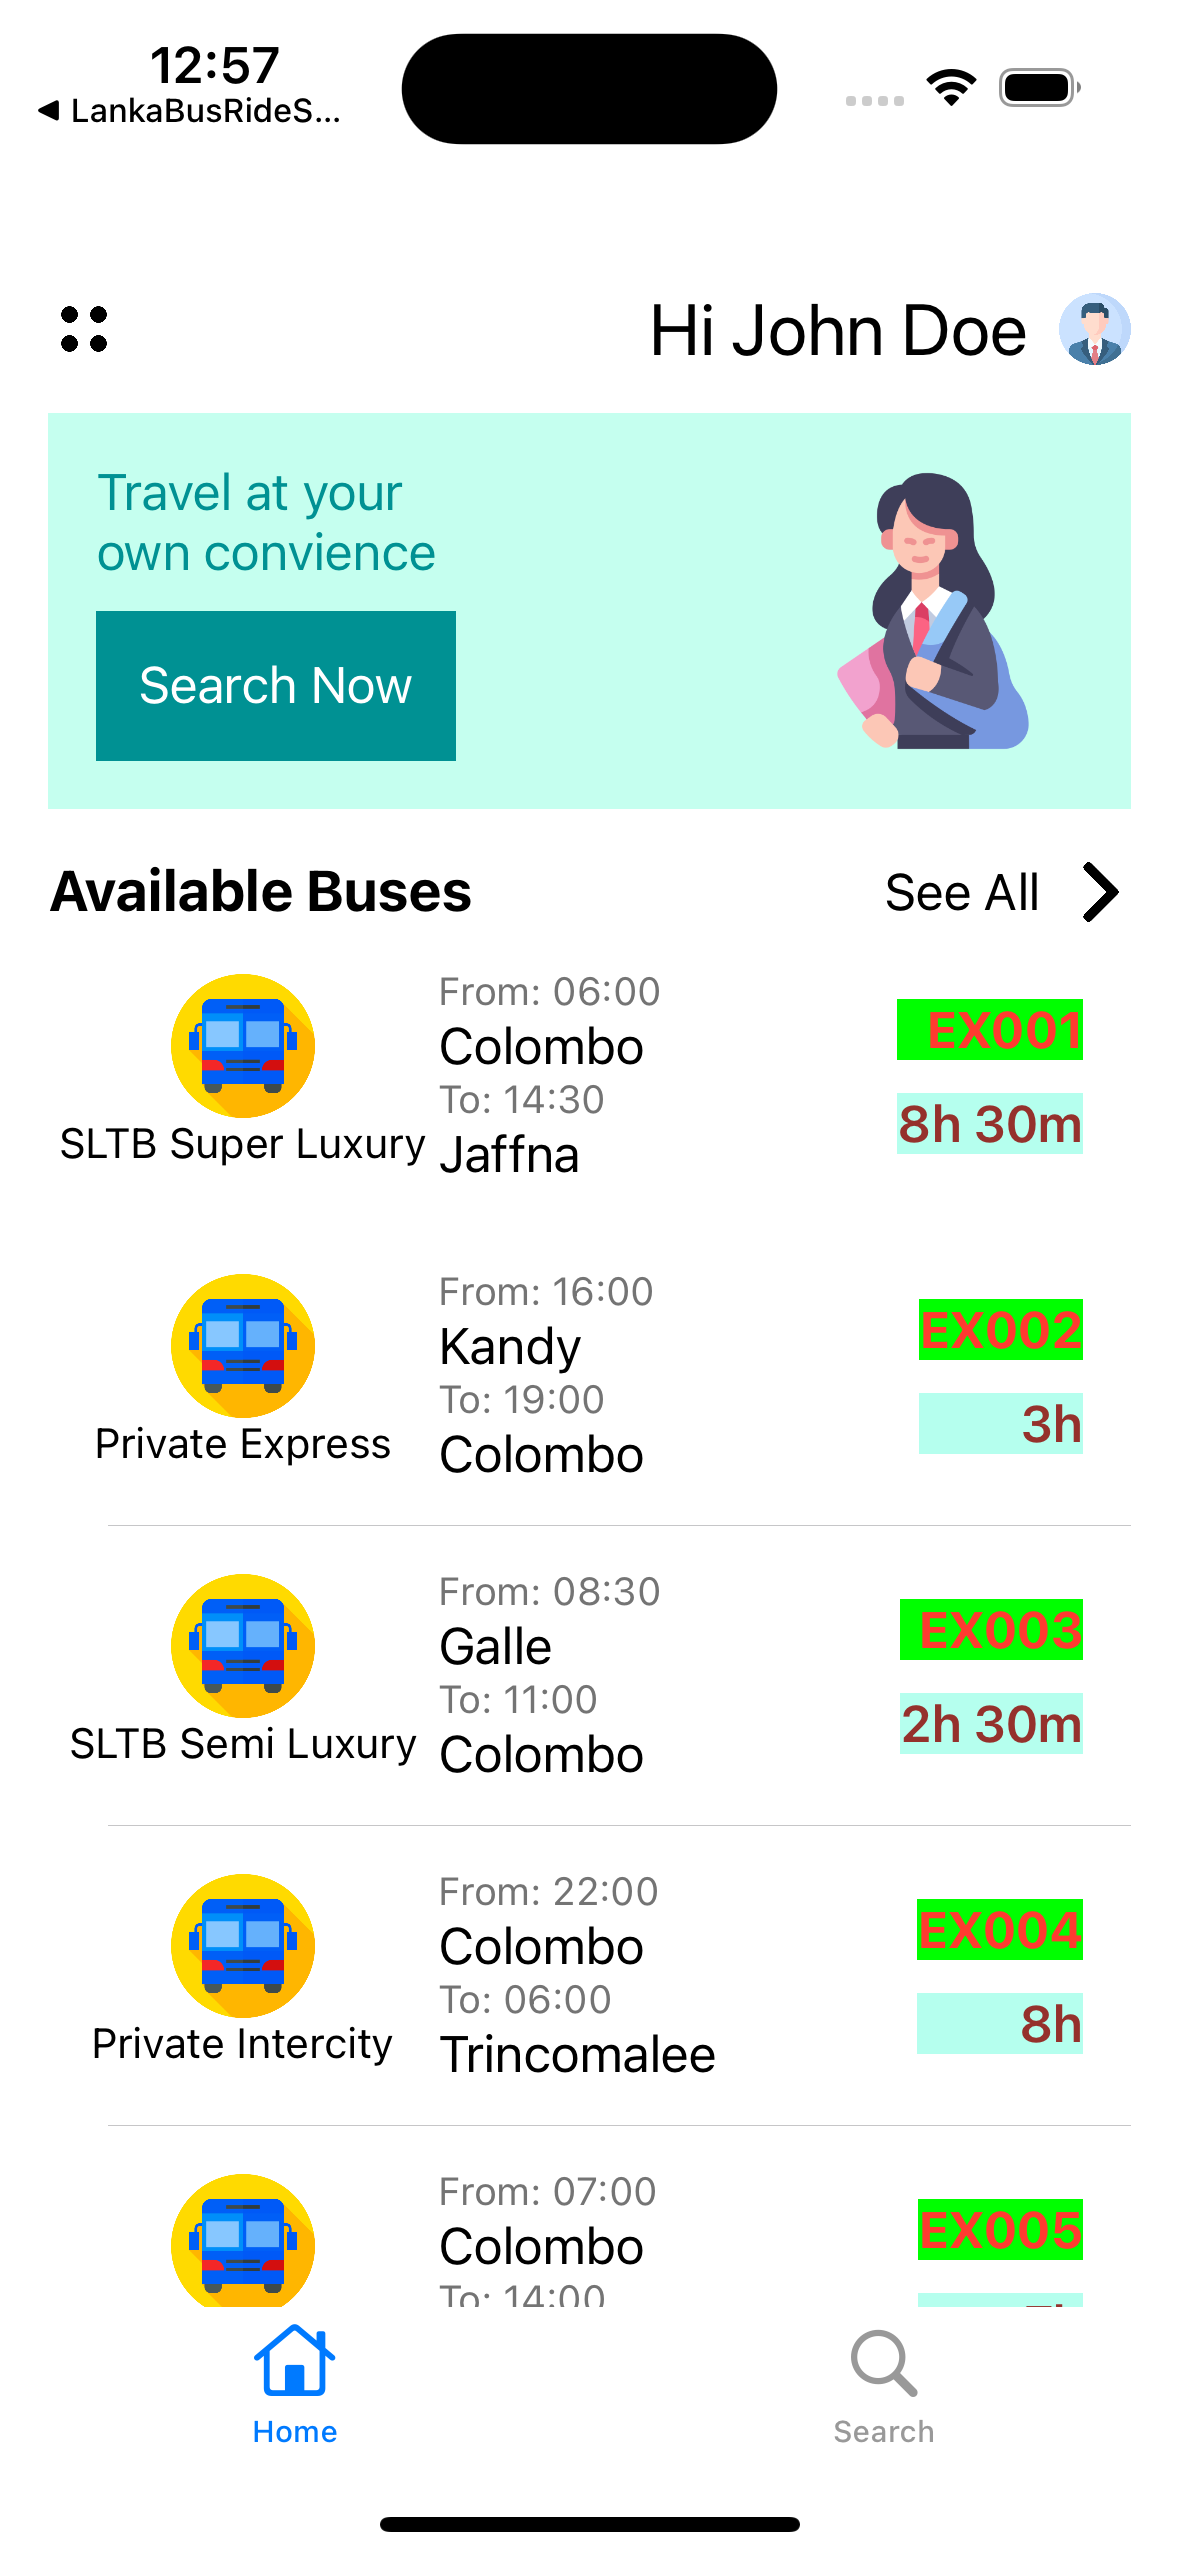 12:57
◀ LankaBusRideS...
Hi John Doe
Travel at your
own convience
Search Now
Available Buses
See All
From: 06:00
Colombo
To: 14:30
Jaffna
SLTB Super Luxury
EX001
8h 30m
From: 16:00
Kandy
To: 19:00
Colombo
Private Express
EX002
3h
From: 08:30
Galle
To: 11:00
Colombo
SLTB Semi Luxury
EX003
2h 30m
From: 22:00
Colombo
To: 06:00
Trincomalee
Private Intercity
EX004
8h
From: 07:00
Colombo
To: 14:00
EX005
Home
Search